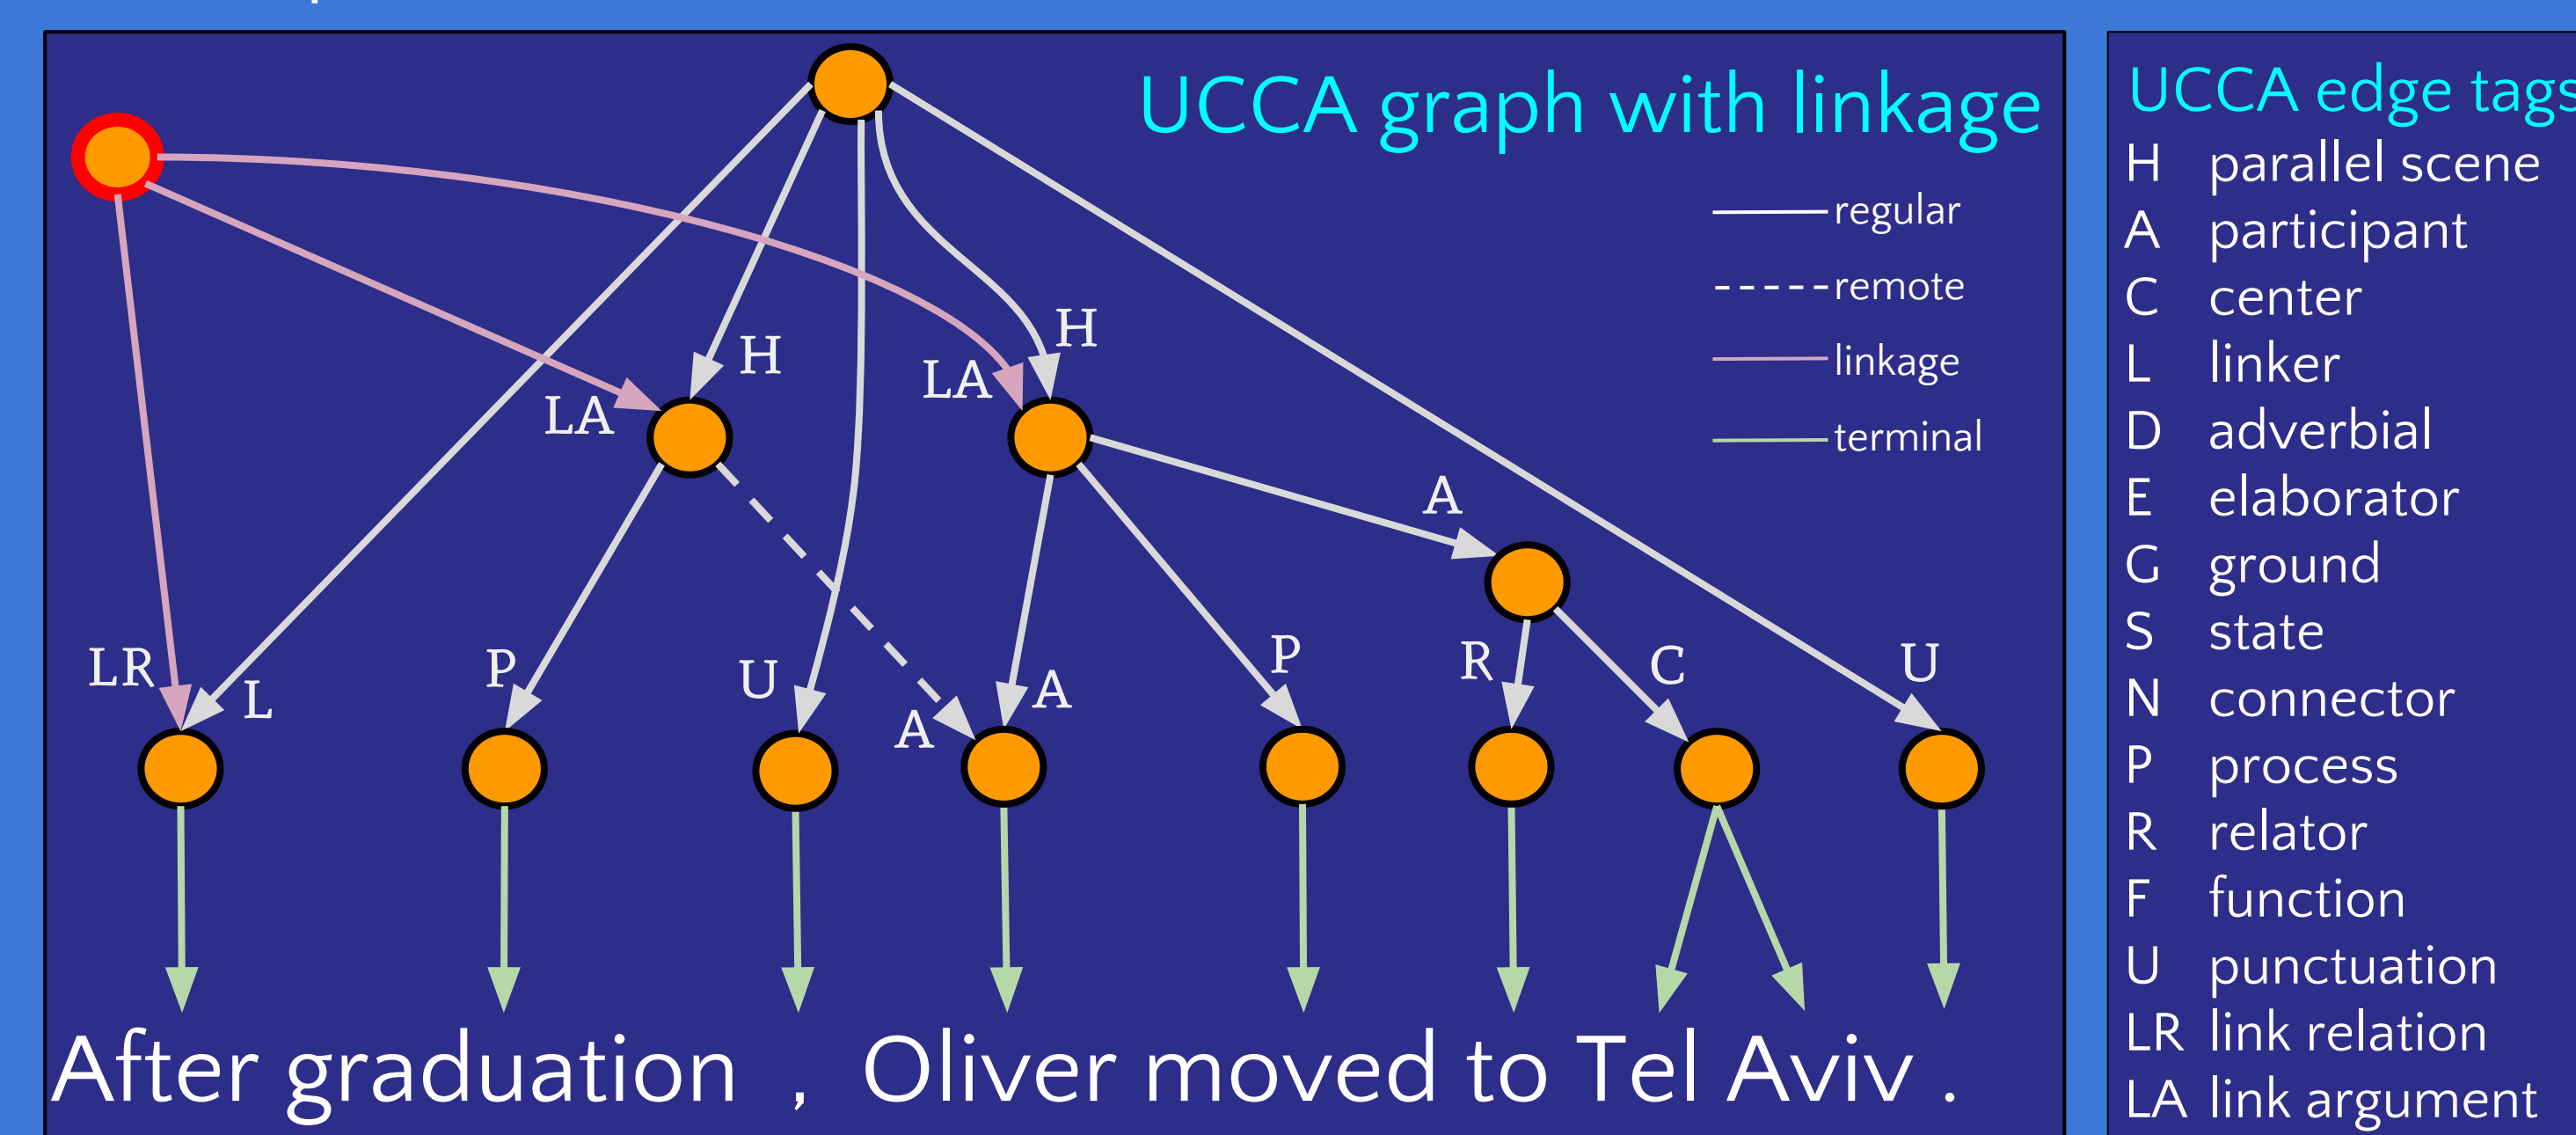 UCCA graph with linkage
regular
remote
linkage
terminal
H
H
LA
LA
A
LR
L
P
U
A
A
P
R
C
U
After graduation , Oliver moved to Tel Aviv .
UCCA edge tags
H parallel scene
A participant
C center
L linker
D adverbial
E elaborator
G ground
S state
N connector
P process
R relator
F function
U punctuation
LR link relation
LA link argument